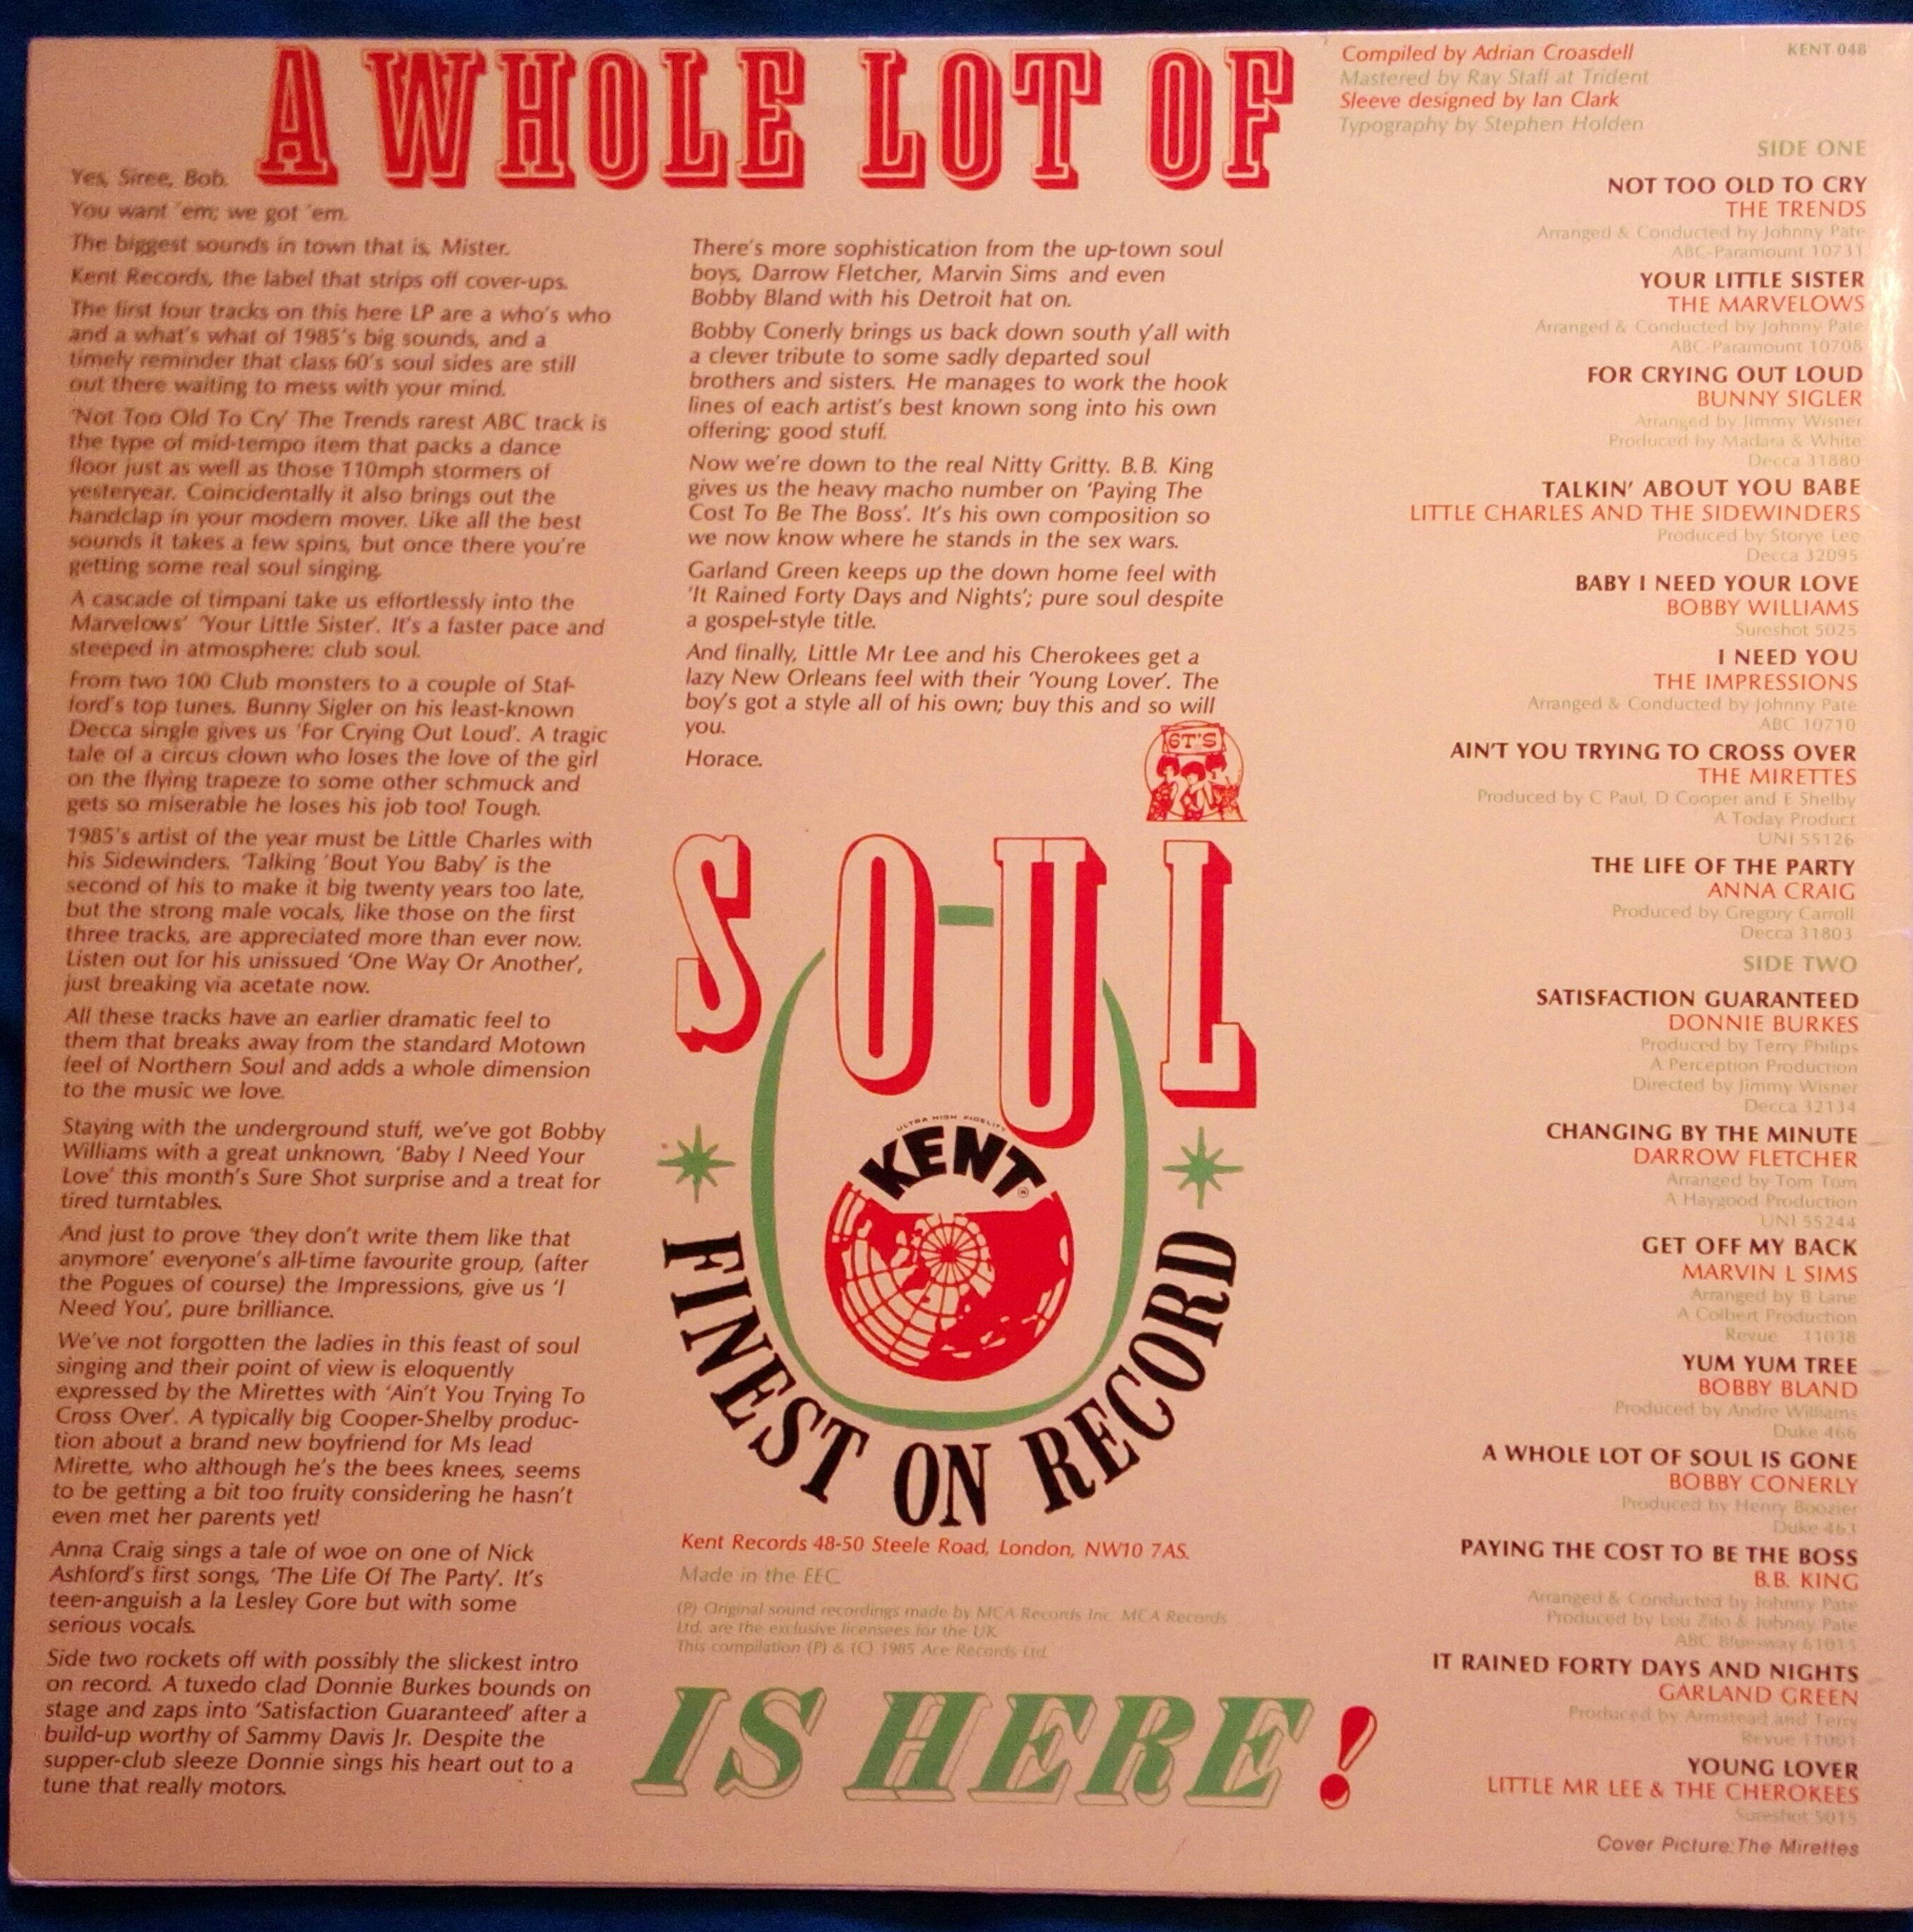 A WHOLE LOT OF
Yes, Siree, Bob.
You want 'em; we got 'em.
The biggest sounds in town that is, Mister.
Kent Records, the label that strips off cover-ups.
The first four tracks on this here LP are a who's who
and a what's what of 1985's big sounds, and a
timely reminder that class 60's soul sides are still
out there waiting to mess with your mind.
'Not Too Old To Cry' The Trends rarest ABC track is
the type of mid-tempo item that packs a dance
floor just as well as those 110mph stormers of
yesteryear. Coincidentally it also brings out the
handclap in your modern mover. Like all the best
sounds it takes a few spins, but once there you're
getting some real soul singing.
A cascade of timpani take us effortlessly into the
Marvelows' 'Your Little Sister'. It's a faster pace and
steeped in atmosphere: club soul.
From two 100 Club monsters to a couple of Staf-
ford's top tunes. Bunny Sigler on his least-known
Decca single gives us 'For Crying Out Loud'. A tragic
tale of a circus clown who loses the love of the girl
on the flying trapeze to some other schmuck and
gets so miserable he loses his job too! Tough.
1985's artist of the year must be Little Charles with
his Sidewinders. 'Talking 'Bout You Baby' is the
second of his to make it big twenty years too late,
but the strong male vocals, like those on the first
three tracks, are appreciated more than ever now.
Listen out for his unissued 'One Way Or Another',
just breaking via acetate now.
All these tracks have an earlier dramatic feel to
them that breaks away from the standard Motown
feel of Northern Soul and adds a whole dimension
to the music we love.
Staying with the underground stuff, we've got Bobby
Williams with a great unknown, 'Baby I Need Your
Love' this month's Sure Shot surprise and a treat for
tired turntables.
And just to prove 'they don't write them like that
anymore' everyone's all-time favourite group, (after
the Pogues of course) the Impressions, give us 'I
Need You', pure brilliance.
We've not forgotten the ladies in this feast of soul
singing and their point of view is eloquently
expressed by the Mirettes with 'Ain't You Trying To
Cross Over'. A typically big Cooper-Shelby produc-
tion about a brand new boyfriend for Ms lead
Mirette, who although he's the bees knees, seems
to be getting a bit too fruity considering he hasn't
even met her parents yet!
Anna Craig sings a tale of woe on one of Nick
Ashford's first songs, 'The Life Of The Party'. It's
teen-anguish a la Lesley Gore but with some
serious vocals.
Side two rockets off with possibly the slickest intro
on record. A tuxedo clad Donnie Burkes bounds on
stage and zaps into 'Satisfaction Guaranteed' after a
build-up worthy of Sammy Davis Jr. Despite the
supper-club sleeze Donnie sings his heart out to a
tune that really motors.
There's more sophistication from the up-town soul
boys, Darrow Fletcher, Marvin Sims and even
Bobby Bland with his Detroit hat on.
Bobby Conerly brings us back down south y'all with
a clever tribute to some sadly departed soul
brothers and sisters. He manages to work the hook
lines of each artist's best known song into his own
offering; good stuff.
Now we're down to the real Nitty Gritty. B.B. King
gives us the heavy macho number on 'Paying The
Cost To Be The Boss'. It's his own composition so
we now know where he stands in the sex wars.
Garland Green keeps up the down home feel with
'It Rained Forty Days and Nights'; pure soul despite
a gospel-style title.
And finally, Little Mr Lee and his Cherokees get a
lazy New Orleans feel with their 'Young Lover'. The
boy's got a style all of his own; buy this and so will
you.
Horace.
6T'S
SO-UL
ULTRA HIGH FIDELITY
KENT®
FINEST ON RECORD
Kent Records 48-50 Steele Road, London, NW10 7AS.
Made in the EEC
(P) Original sound recordings made by MCA Records Inc. MCA Records
Ltd. are the exclusive licensees for the UK
This compilation (P) & (C) 1985 Ace Records Ltd.
IS HERE!
Compiled by Adrian Croasdell
Mastered by Ray Staff at Trident
Sleeve designed by Ian Clark
Typography by Stephen Holden
KENT 048
SIDE ONE
NOT TOO OLD TO CRY
THE TRENDS
Arranged & Conducted by Johnny Pate
ABC-Paramount 10731
YOUR LITTLE SISTER
THE MARVELOWS
Arranged & Conducted by Johnny Pate
ABC-Paramount 10708
FOR CRYING OUT LOUD
BUNNY SIGLER
Arranged by Jimmy Wisner
Produced by Madara & White
Decca 31880
TALKIN' ABOUT YOU BABE
LITTLE CHARLES AND THE SIDEWINDERS
Produced by Storye Lee
Decca 32095
BABY I NEED YOUR LOVE
BOBBY WILLIAMS
Sureshot 5025
I NEED YOU
THE IMPRESSIONS
Arranged & Conducted by Johnny Pate
ABC 10710
AIN'T YOU TRYING TO CROSS OVER
THE MIRETTES
Produced by C Paul, D Cooper and E Shelby
A Today Product
UNI 55126
THE LIFE OF THE PARTY
ANNA CRAIG
Produced by Gregory Carroll
Decca 31803
SIDE TWO
SATISFACTION GUARANTEED
DONNIE BURKES
Produced by Terry Philips
A Perception Production
Directed by Jimmy Wisner
Decca 32134
CHANGING BY THE MINUTE
DARROW FLETCHER
Arranged by Tom Tom
A Haygood Production
UNI 55244
GET OFF MY BACK
MARVIN L SIMS
Arranged by B Lane
A Colbert Production
Revue 11038
YUM YUM TREE
BOBBY BLAND
Produced by Andre Williams
Duke 466
A WHOLE LOT OF SOUL IS GONE
BOBBY CONERLY
Produced by Henry Boozier
Duke 463
PAYING THE COST TO BE THE BOSS
B.B. KING
Arranged & Conducted by Johnny Pate
Produced by Lou Zito & Johnny Pate
ABC Bluesway 61015
IT RAINED FORTY DAYS AND NIGHTS
GARLAND GREEN
Produced by Armstead and Terry
Revue 11001
YOUNG LOVER
LITTLE MR LEE & THE CHEROKEES
Sureshot 5015
Cover Picture: The Mirettes